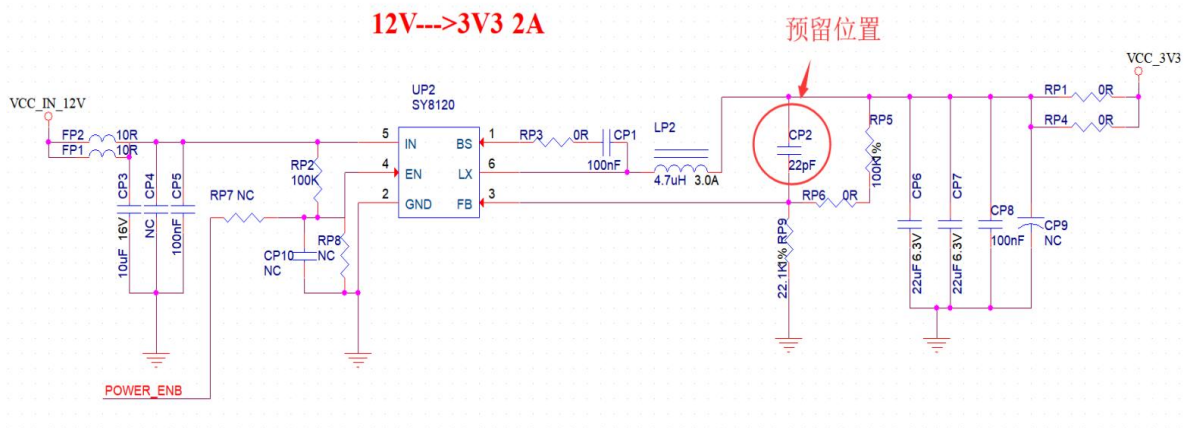 12V--->3V3 2A
预留位置
VCC_3V3
VCC_IN_12V
UP2
SY8120
FP2 10R
FP1 10R
5 IN
4 EN
2 GND
BS 1
LX 6
FB 3
RP3 0R
CP1
100nF
LP2
4.7uH 3.0A
CP2
22pF
RP5
100K 1%
RP6 0R
RP9
22.1K 1%
RP1 0R
RP4 0R
CP3
10uF 16V
CP4
NC
CP5
100nF
RP2
100K
RP7 NC
CP10
NC
RP8
NC
CP6
22uF 6.3V
CP7
22uF 6.3V
CP8
100nF
CP9
NC
POWER_ENB